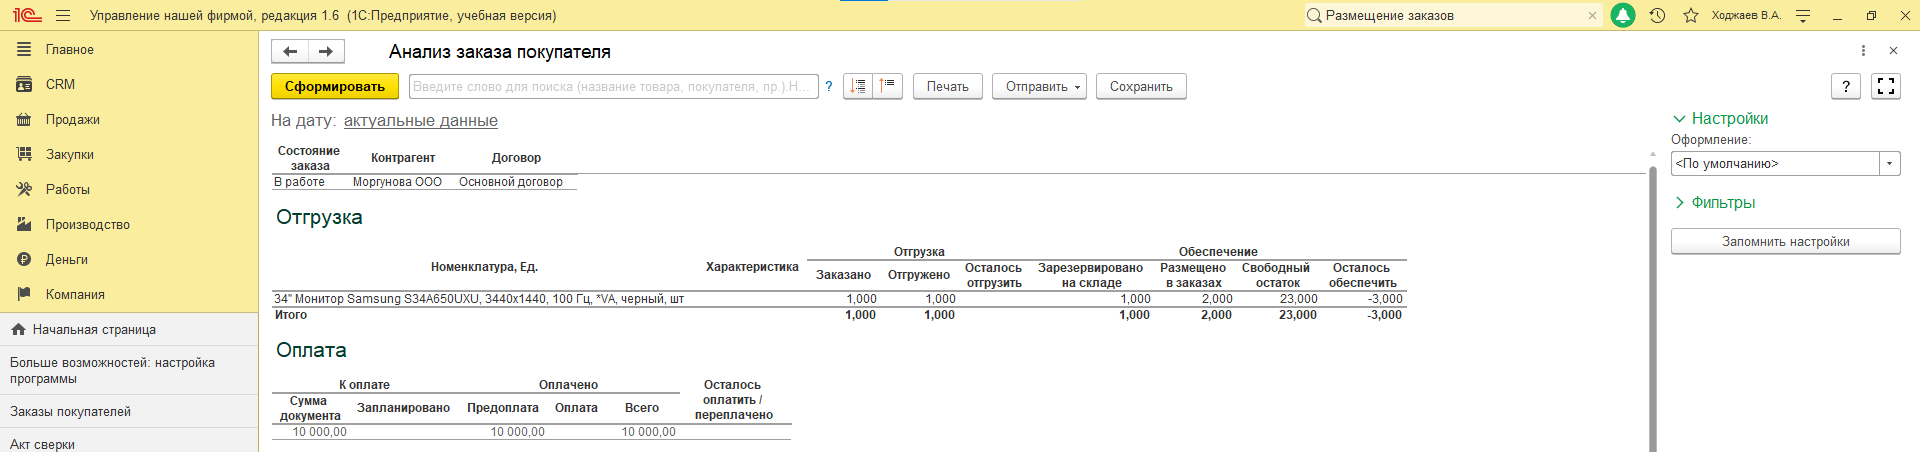 1С Управление нашей фирмой, редакция 1.6 (1С:Предприятие, учебная версия)
Размещение заказов
Ходжаев В.А.
Главное
CRM
Продажи
Закупки
Работы
Производство
Деньги
Компания
Начальная страница
Больше возможностей: настройка
программы
Заказы покупателей
Акт сверки
Анализ заказа покупателя
Сформировать
Введите слово для поиска (название товара, покупателя, пр.).Н...
?
Печать
Отправить
Сохранить
?
На дату: актуальные данные
Состояние заказа Контрагент Договор
В работе Моргунова ООО Основной договор
Отгрузка
Номенклатура, Ед. Характеристика Отгрузка Обеспечение
Заказано Отгружено Осталось отгрузить Зарезервировано на складе Размещено в заказах Свободный остаток Осталось обеспечить
34" Монитор Samsung S34A650UXU, 3440x1440, 100 Гц, *VA, черный, шт 1,000 1,000 1,000 2,000 23,000 -3,000
Итого 1,000 1,000 1,000 2,000 23,000 -3,000
Оплата
К оплате Оплачено Осталось оплатить / переплачено
Сумма документа Запланировано Предоплата Оплата Всего
10 000,00 10 000,00 10 000,00
Настройки
Оформление:
<По умолчанию>
Фильтры
Запомнить настройки